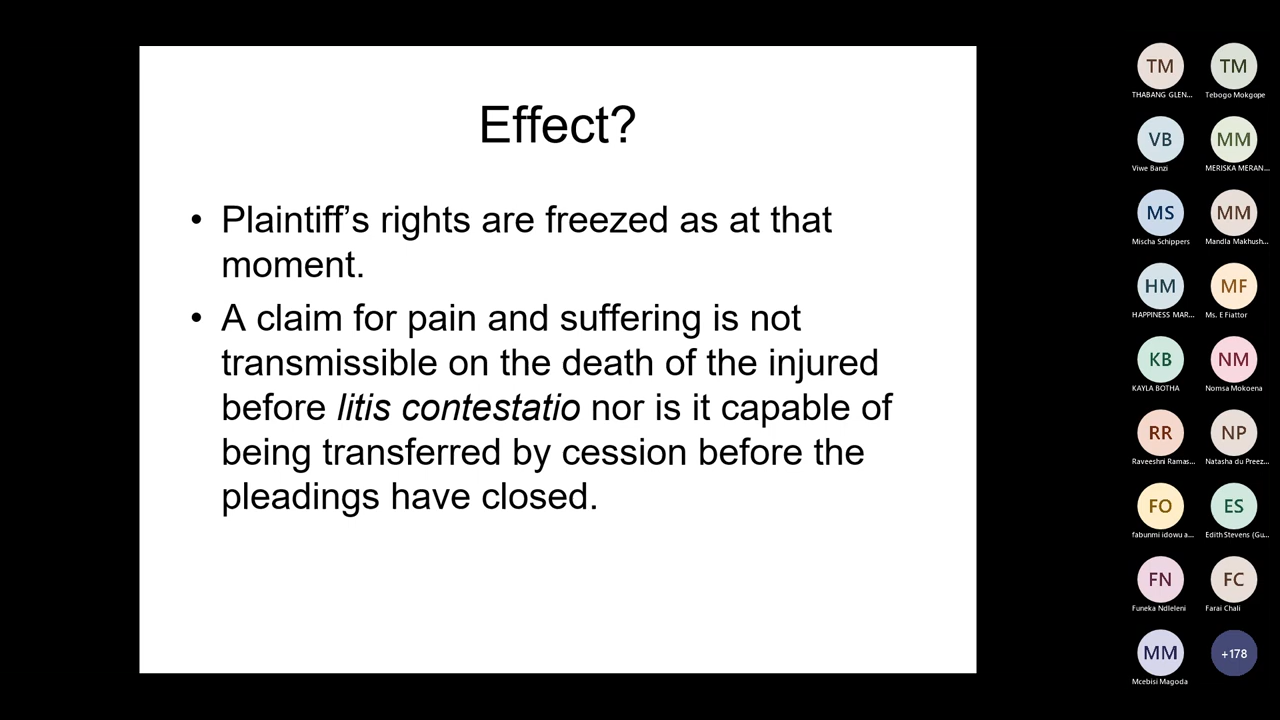 Effect?
• Plaintiff’s rights are freezed as at that
moment.
• A claim for pain and suffering is not
transmissible on the death of the injured
before litis contestatio nor is it capable of
being transferred by cession before the
pleadings have closed.
TM TM
THABANG GLEN... Tebogo Mokgope
VB MM
Viwe Banzi MERISKA MERAN...
MS MM
Mischa Schippers Mandla Makhush...
HM MF
HAPPINESS MAR... Ms. E Fiattor
KB NM
KAYLA BOTHA Nomsa Mokoena
RR NP
Raveeshni Ramas... Natasha du Preez...
FO ES
fabunmi idowu a... Edith Stevens (Gu...
FN FC
Funeka Ndleleni Farai Chali
MM +178
Mcebisi Magoda